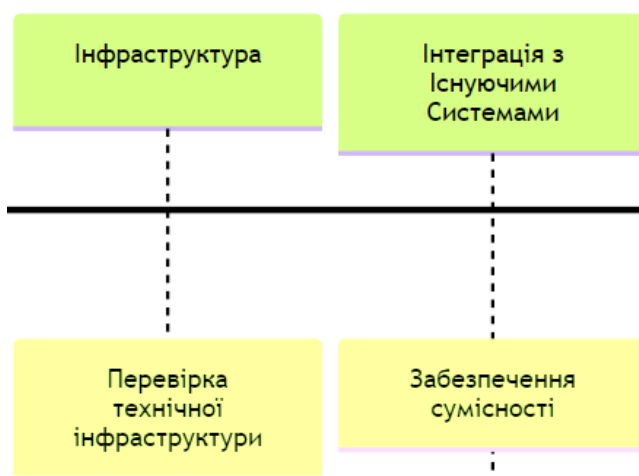 Інфраструктура
Інтеграція з
Існуючими
Системами
Перевірка
технічної
інфраструктури
Забезпечення
сумісності